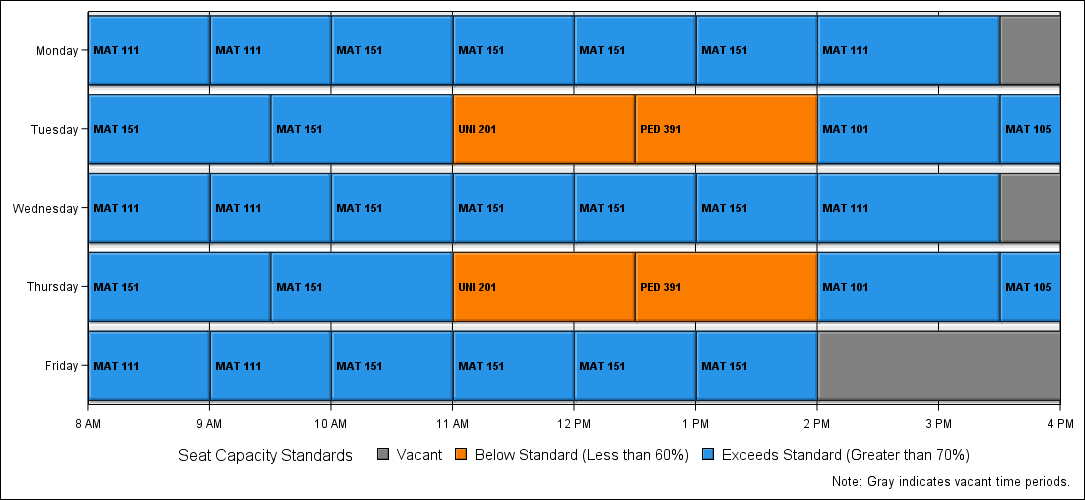 Monday MAT 111 MAT 111 MAT 151 MAT 151 MAT 151 MAT 151 MAT 111
Tuesday MAT 151 MAT 151 UNI 201 PED 391 MAT 101 MAT 105
Wednesday MAT 111 MAT 111 MAT 151 MAT 151 MAT 151 MAT 151 MAT 111
Thursday MAT 151 MAT 151 UNI 201 PED 391 MAT 101 MAT 105
Friday MAT 111 MAT 111 MAT 151 MAT 151 MAT 151 MAT 151
8 AM 9 AM 10 AM 11 AM 12 PM 1 PM 2 PM 3 PM 4 PM
Seat Capacity Standards Vacant Below Standard (Less than 60%) Exceeds Standard (Greater than 70%)
Note: Gray indicates vacant time periods.